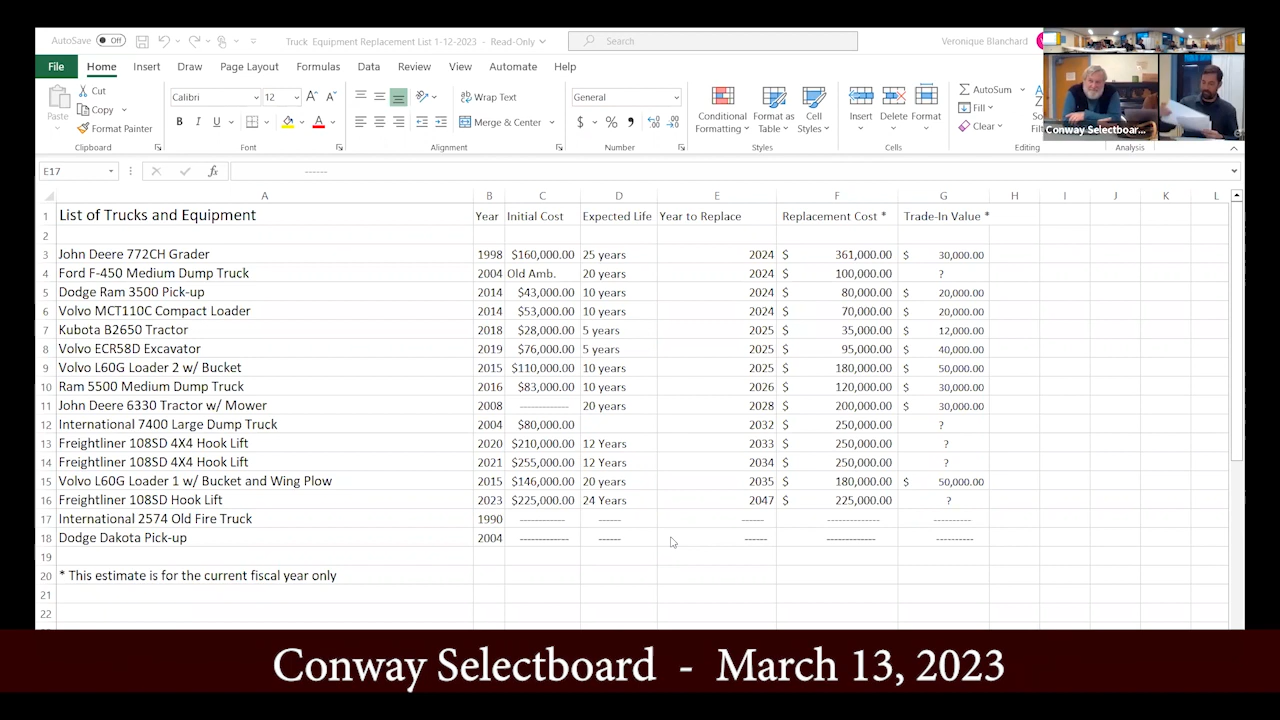 AutoSave Off Truck Equipment Replacement List 1-12-2023 - Read-Only Search Veronique Blanchard
File Home Insert Draw Page Layout Formulas Data Review View Automate Help
Paste Cut Copy Format Painter Clipboard
Calibri 12 A A B I U A Font
ab Wrap Text Merge & Center Alignment
General $ % , Number
Conditional Formatting Format as Table Cell Styles Styles
Insert Delete Format Cells
AutoSum Fill Clear Editing
Analysis
Conway Selectboar...
E17 fx ------
A B C D E F G H I J K L
1 List of Trucks and Equipment Year Initial Cost Expected Life Year to Replace Replacement Cost * Trade-In Value *
2
3 John Deere 772CH Grader 1998 $160,000.00 25 years 2024 $ 361,000.00 $ 30,000.00
4 Ford F-450 Medium Dump Truck 2004 Old Amb. 20 years 2024 $ 100,000.00 ?
5 Dodge Ram 3500 Pick-up 2014 $43,000.00 10 years 2024 $ 80,000.00 $ 20,000.00
6 Volvo MCT110C Compact Loader 2014 $53,000.00 10 years 2024 $ 70,000.00 $ 20,000.00
7 Kubota B2650 Tractor 2018 $28,000.00 5 years 2025 $ 35,000.00 $ 12,000.00
8 Volvo ECR58D Excavator 2019 $76,000.00 5 years 2025 $ 95,000.00 $ 40,000.00
9 Volvo L60G Loader 2 w/ Bucket 2015 $110,000.00 10 years 2025 $ 180,000.00 $ 50,000.00
10 Ram 5500 Medium Dump Truck 2016 $83,000.00 10 years 2026 $ 120,000.00 $ 30,000.00
11 John Deere 6330 Tractor w/ Mower 2008 ------------ 20 years 2028 $ 200,000.00 $ 30,000.00
12 International 7400 Large Dump Truck 2004 $80,000.00 2032 $ 250,000.00 ?
13 Freightliner 108SD 4X4 Hook Lift 2020 $210,000.00 12 Years 2033 $ 250,000.00 ?
14 Freightliner 108SD 4X4 Hook Lift 2021 $255,000.00 12 Years 2034 $ 250,000.00 ?
15 Volvo L60G Loader 1 w/ Bucket and Wing Plow 2015 $146,000.00 20 years 2035 $ 180,000.00 $ 50,000.00
16 Freightliner 108SD Hook Lift 2023 $225,000.00 24 Years 2047 $ 225,000.00 ?
17 International 2574 Old Fire Truck 1990 ----------- ------ ------ ------------- ----------
18 Dodge Dakota Pick-up 2004 ------------ ------ ------ ------------ ----------
19
20 * This estimate is for the current fiscal year only
21
22
Conway Selectboard - March 13, 2023